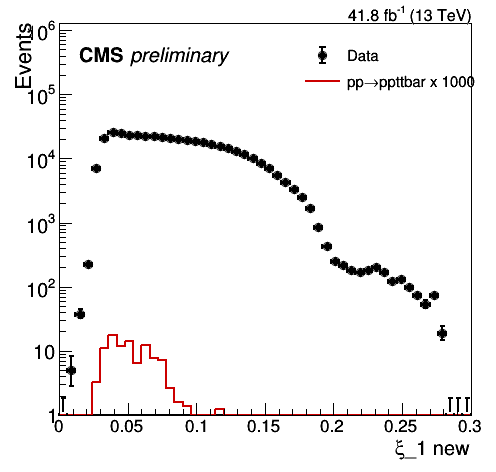 41.8 fb⁻¹ (13 TeV)
Events
CMS preliminary
Data
pp→ppttbar x 1000
10⁶
10⁵
10⁴
10³
10²
10
1
0 0.05 0.1 0.15 0.2 0.25 0.3
ξ_1 new